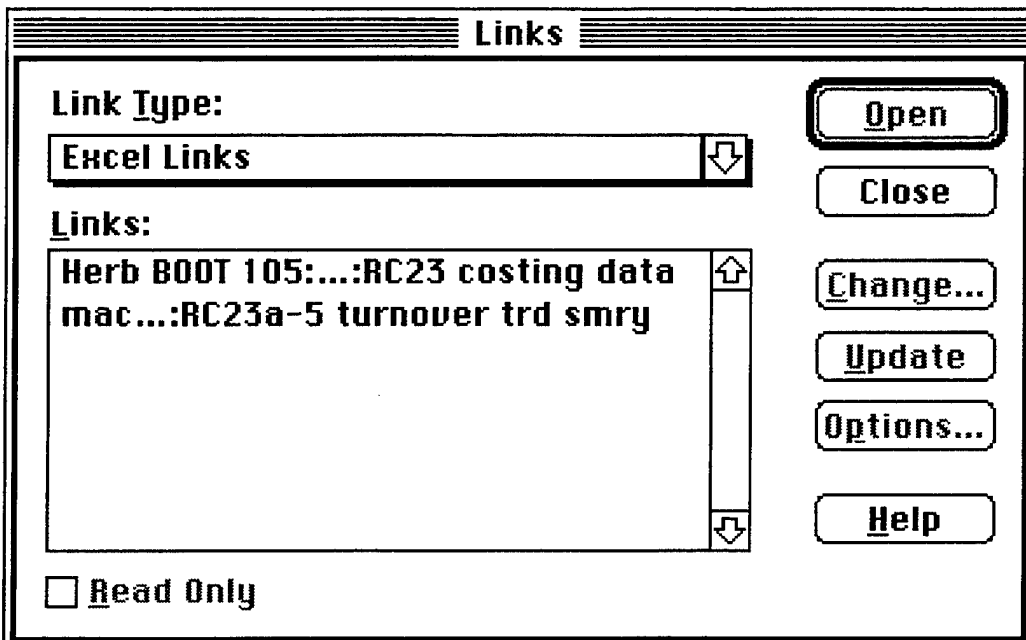 Links
Link Type:
Excel Links
Links:
Herb BOOT 105:...:RC23 costing data
mac...:RC23a-5 turnover trd smry
Read Only
Open
Close
Change...
Update
Options...
Help